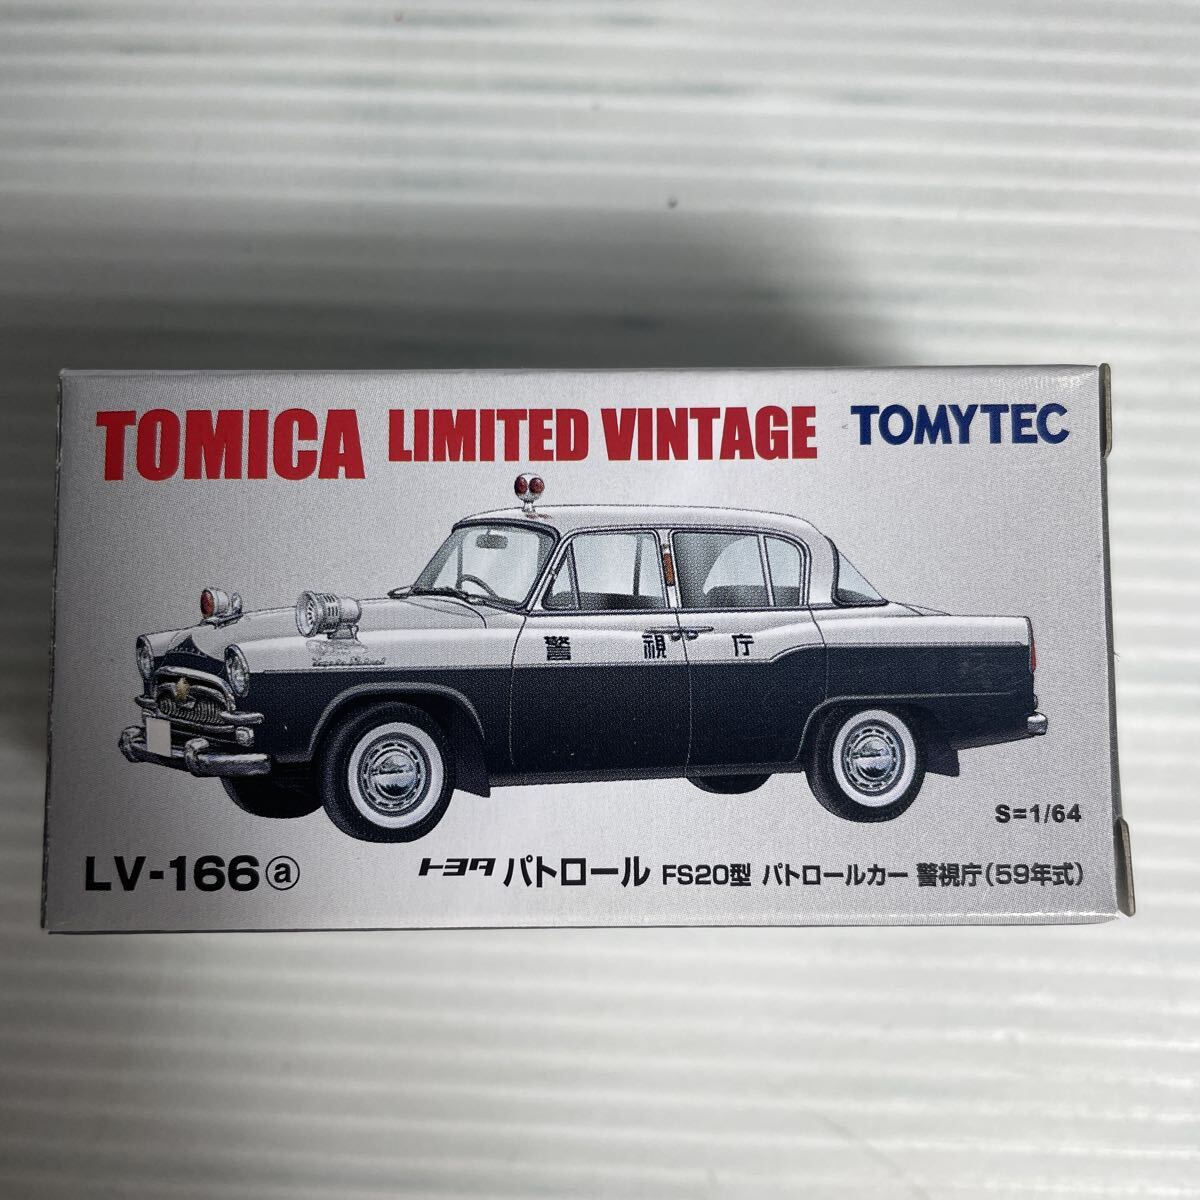 TOMICA LIMITED VINTAGE TOMYTEC
警視庁
S=1/64
LV-166ⓐ トヨタ パトロール FS20型 パトロールカー 警視庁(59年式)